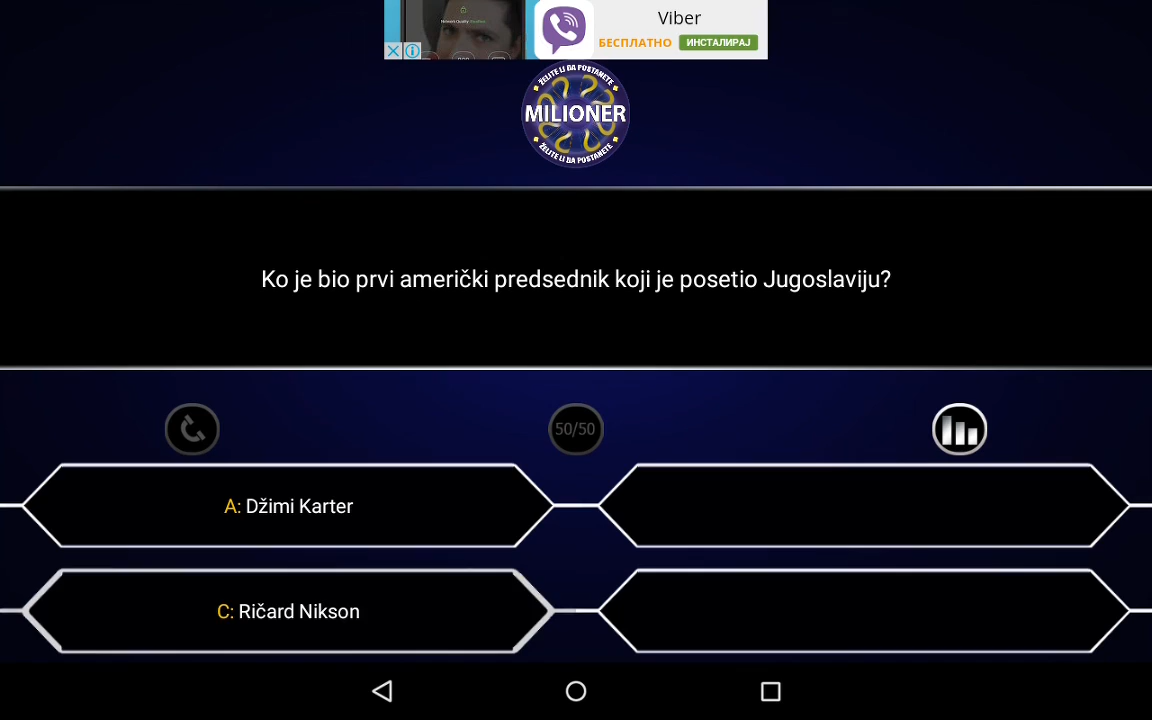 Viber
БЕСПЛАТНО ИНСТАЛИРАЈ
ŽELITE LI DA POSTANETE
MILIONER
ŽELITE LI DA POSTANETE
Ko je bio prvi američki predsednik koji je posetio Jugoslaviju?
50/50
A: Džimi Karter
C: Ričard Nikson